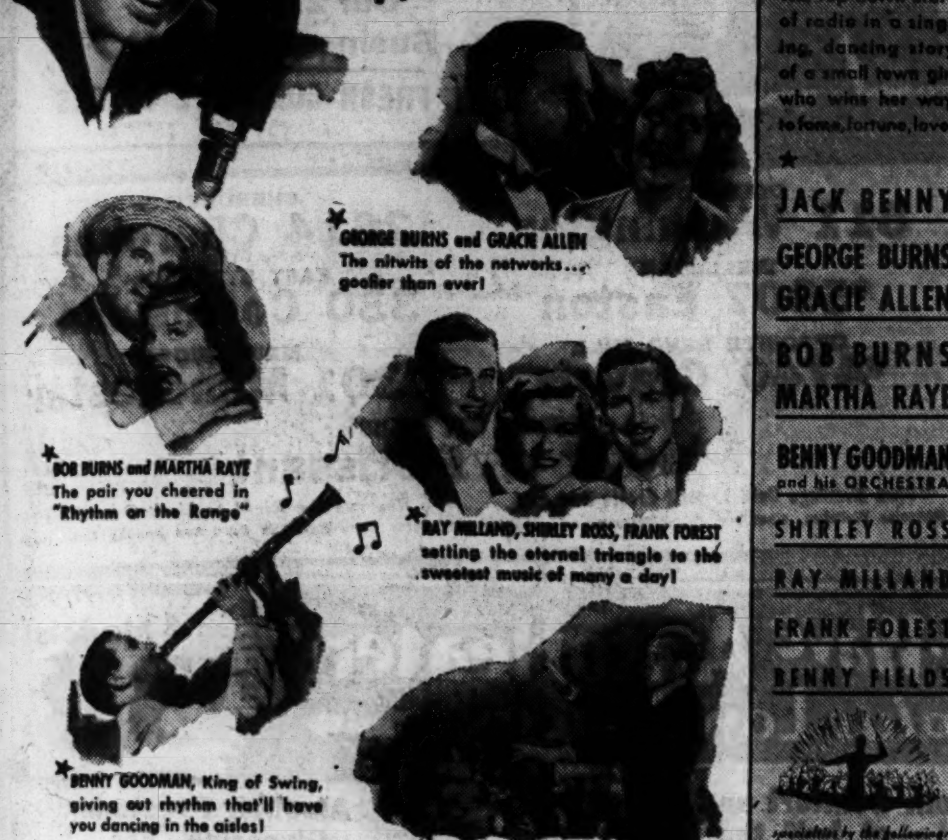 GEORGE BURNS and GRACIE ALLEN
The nitwits of the networks...
goofier than ever!
BOB BURNS and MARTHA RAYE
The pair you cheered in
"Rhythm on the Range"
RAY MILLAND, SHIRLEY ROSS, FRANK FOREST
setting the eternal triangle to the
sweetest music of many a day!
BENNY GOODMAN, King of Swing,
giving out rhythm that'll have
you dancing in the aisles!
of radio in a sing
ing, dancing story
of a small town gi
who wins her wa
to fame, fortune, love
JACK BENNY
GEORGE BURNS
GRACIE ALLEN
BOB BURNS
MARTHA RAYE
BENNY GOODMAN
and his ORCHESTRA
SHIRLEY ROSS
RAY MILLAND
FRANK FOREST
BENNY FIELDS